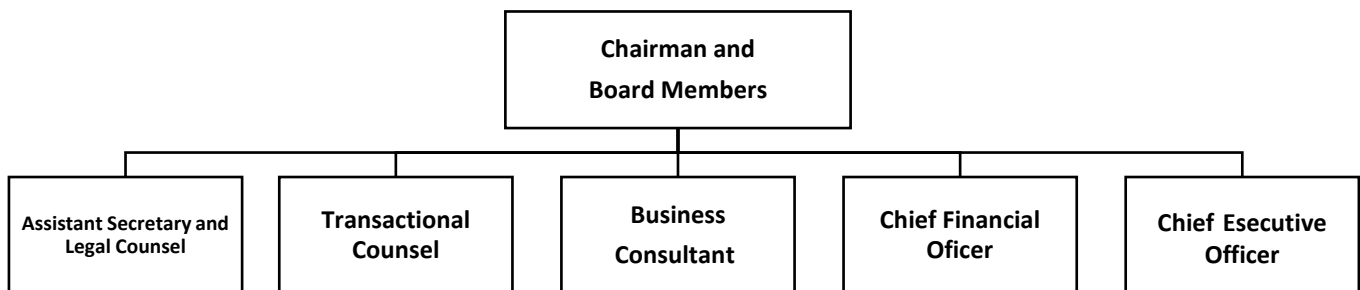 Chairman and
Board Members
Assistant Secretary and
Legal Counsel
Transactional
Counsel
Business
Consultant
Chief Financial
Oficer
Chief Esecutive
Officer